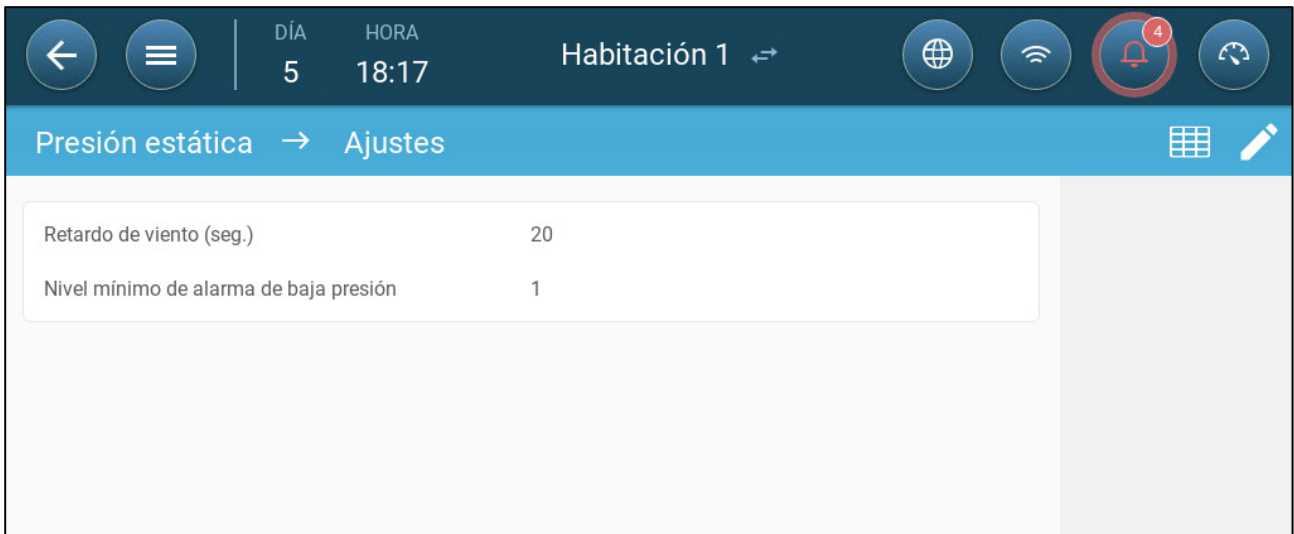 DÍA HORA
5 18:17 Habitación 1 4
Presión estática → Ajustes
Retardo de viento (seg.) 20
Nivel mínimo de alarma de baja presión 1